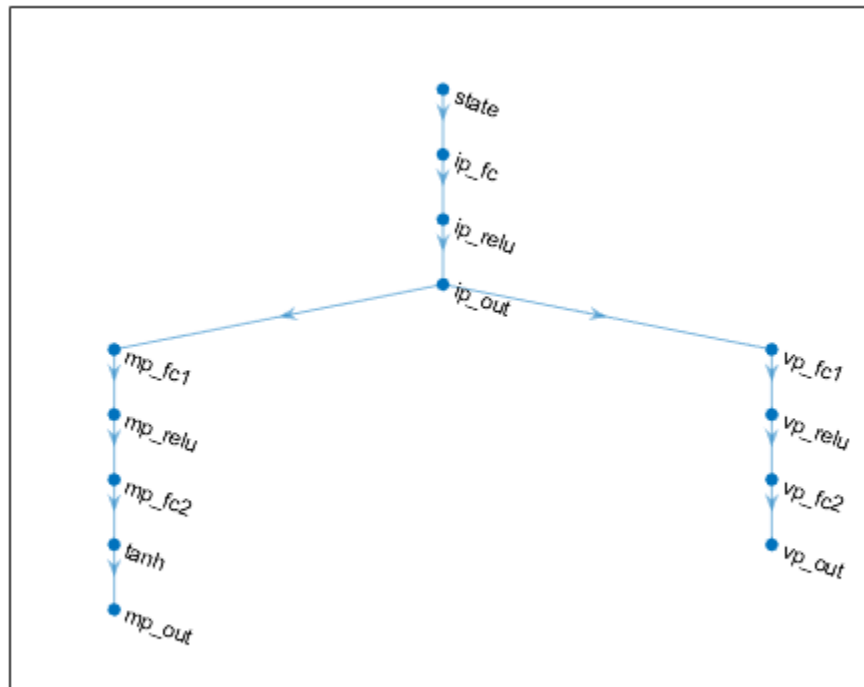 state
ip_fc
ip_relu
ip_out
mp_fc1
mp_relu
mp_fc2
tanh
mp_out
vp_fc1
vp_relu
vp_fc2
vp_out